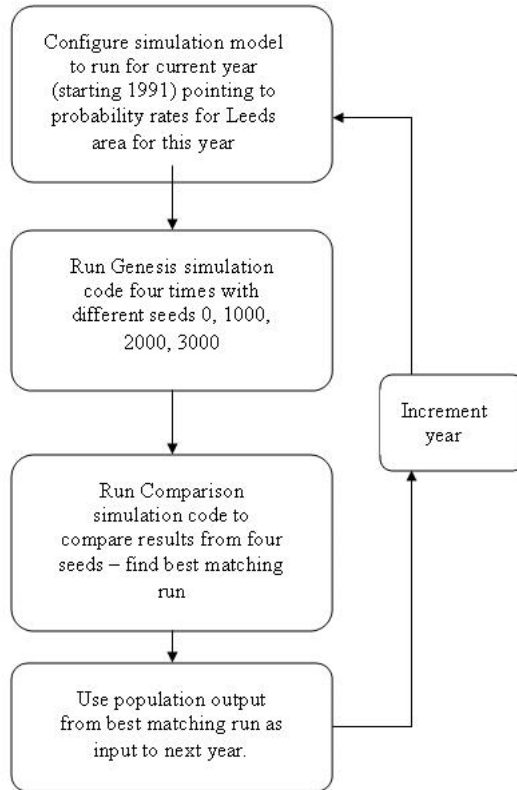 Configure simulation model
to run for current year
(starting 1991) pointing to
probability rates for Leeds
area for this year
Run Genesis simulation
code four times with
different seeds 0, 1000,
2000, 3000
Increment
year
Run Comparison
simulation code to
compare results from four
seeds – find best matching
run
Use population output
from best matching run as
input to next year.